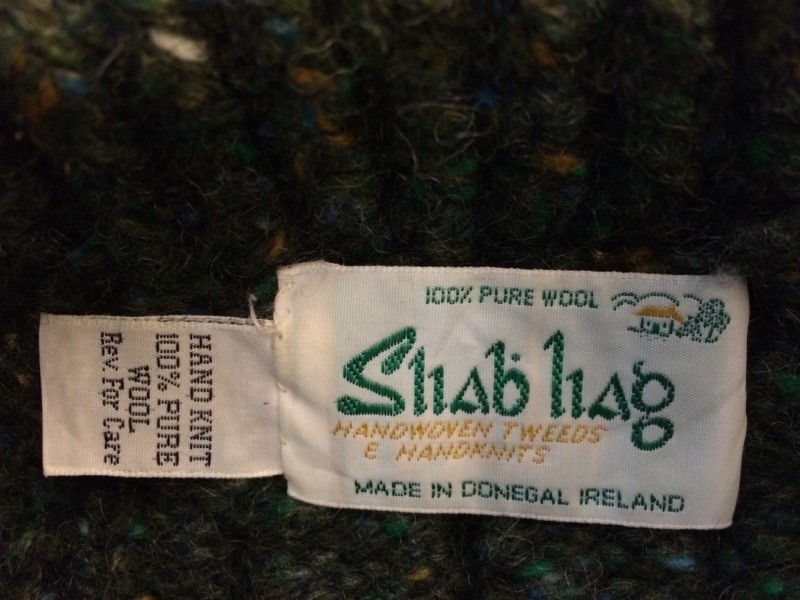 100% PURE WOOL
Sliaḃ liag
HANDWOVEN TWEEDS
& HANDKNITS
MADE IN DONEGAL IRELAND
HAND KNIT
100% PURE
WOOL
Rev For Care